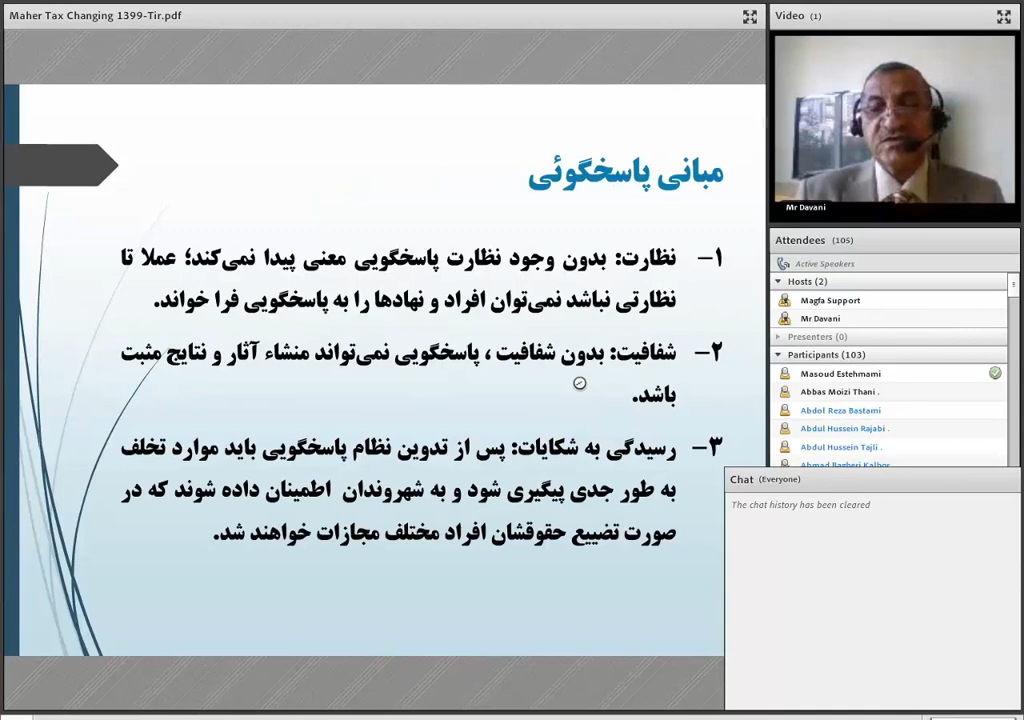 Maher Tax Changing 1399-Tir.pdf
مبانی پاسخگوئی
۱- نظارت: بدون وجود نظارت پاسخگویی معنی پیدا نمی‌کند؛ عملا تا
نظارتی نباشد نمی‌توان افراد و نهادها را به پاسخگویی فرا خواند.
۲- شفافیت: بدون شفافیت ، پاسخگویی نمی‌تواند منشاء آثار و نتایج مثبت
باشد.
۳- رسیدگی به شکایات: پس از تدوین نظام پاسخگویی باید موارد تخلف
به طور جدی پیگیری شود و به شهروندان اطمینان داده شوند که در
صورت تضییع حقوقشان افراد مختلف مجازات خواهند شد.
Video (1)
Mr Davani
Attendees (105)
Active Speakers
Hosts (2)
Magfa Support
Mr Davani
Presenters (0)
Participants (103)
Masoud Estehmami
Abbas Moizi Thani .
Abdol Reza Bastami
Abdul Hussein Rajabi .
Abdul Hussein Tajli .
Ahmad Bagheri Kalhor
Chat (Everyone)
The chat history has been cleared